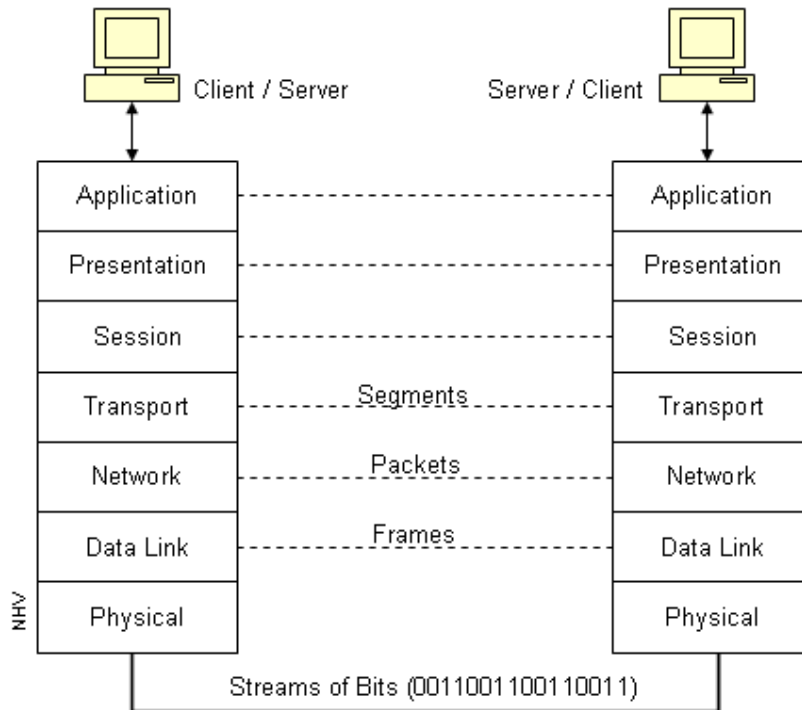 Client / Server
Server / Client
Application
Application
Presentation
Presentation
Session
Session
Transport
Segments
Transport
Network
Packets
Network
Data Link
Frames
Data Link
NHV
Physical
Physical
Streams of Bits (0011001100110011)